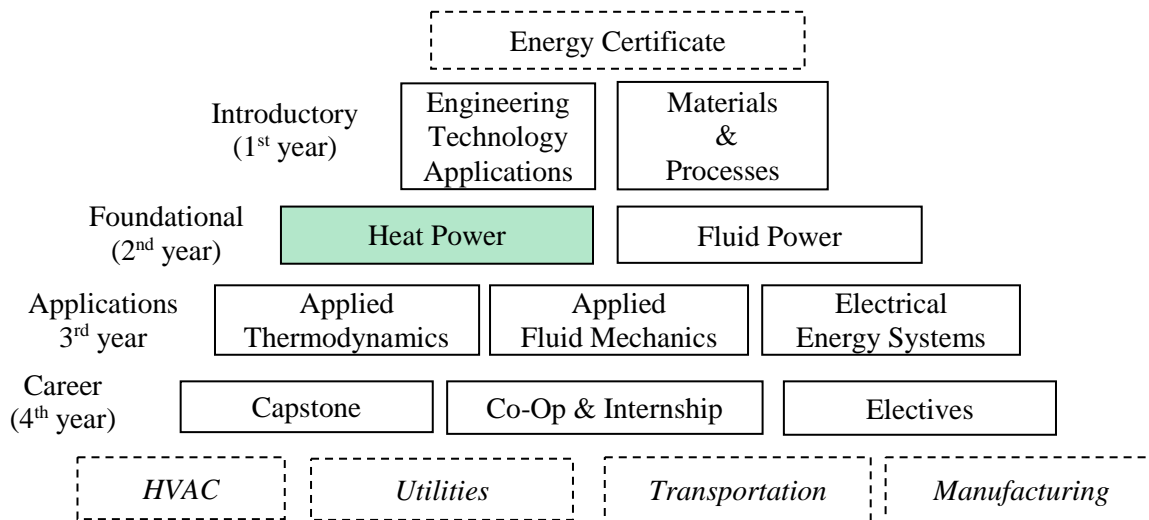 Energy Certificate
Introductory
(1st year)
Engineering
Technology
Applications
Materials
&
Processes
Foundational
(2nd year)
Heat Power
Fluid Power
Applications
3rd year
Applied
Thermodynamics
Applied
Fluid Mechanics
Electrical
Energy Systems
Career
(4th year)
Capstone
Co-Op & Internship
Electives
HVAC
Utilities
Transportation
Manufacturing